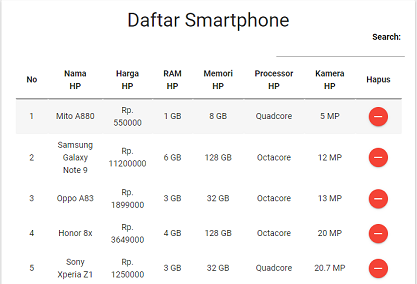 Daftar Smartphone
Search:
No Nama HP Harga HP RAM HP Memori HP Processor HP Kamera HP Hapus
1 Mito A880 Rp. 550000 1 GB 8 GB Quadcore 5 MP
2 Samsung Galaxy Note 9 Rp. 11200000 6 GB 128 GB Octacore 12 MP
3 Oppo A83 Rp. 1899000 3 GB 32 GB Octacore 13 MP
4 Honor 8x Rp. 3649000 4 GB 128 GB Octacore 20 MP
5 Sony Xperia Z1 Rp. 1250000 3 GB 32 GB Quadcore 20.7 MP